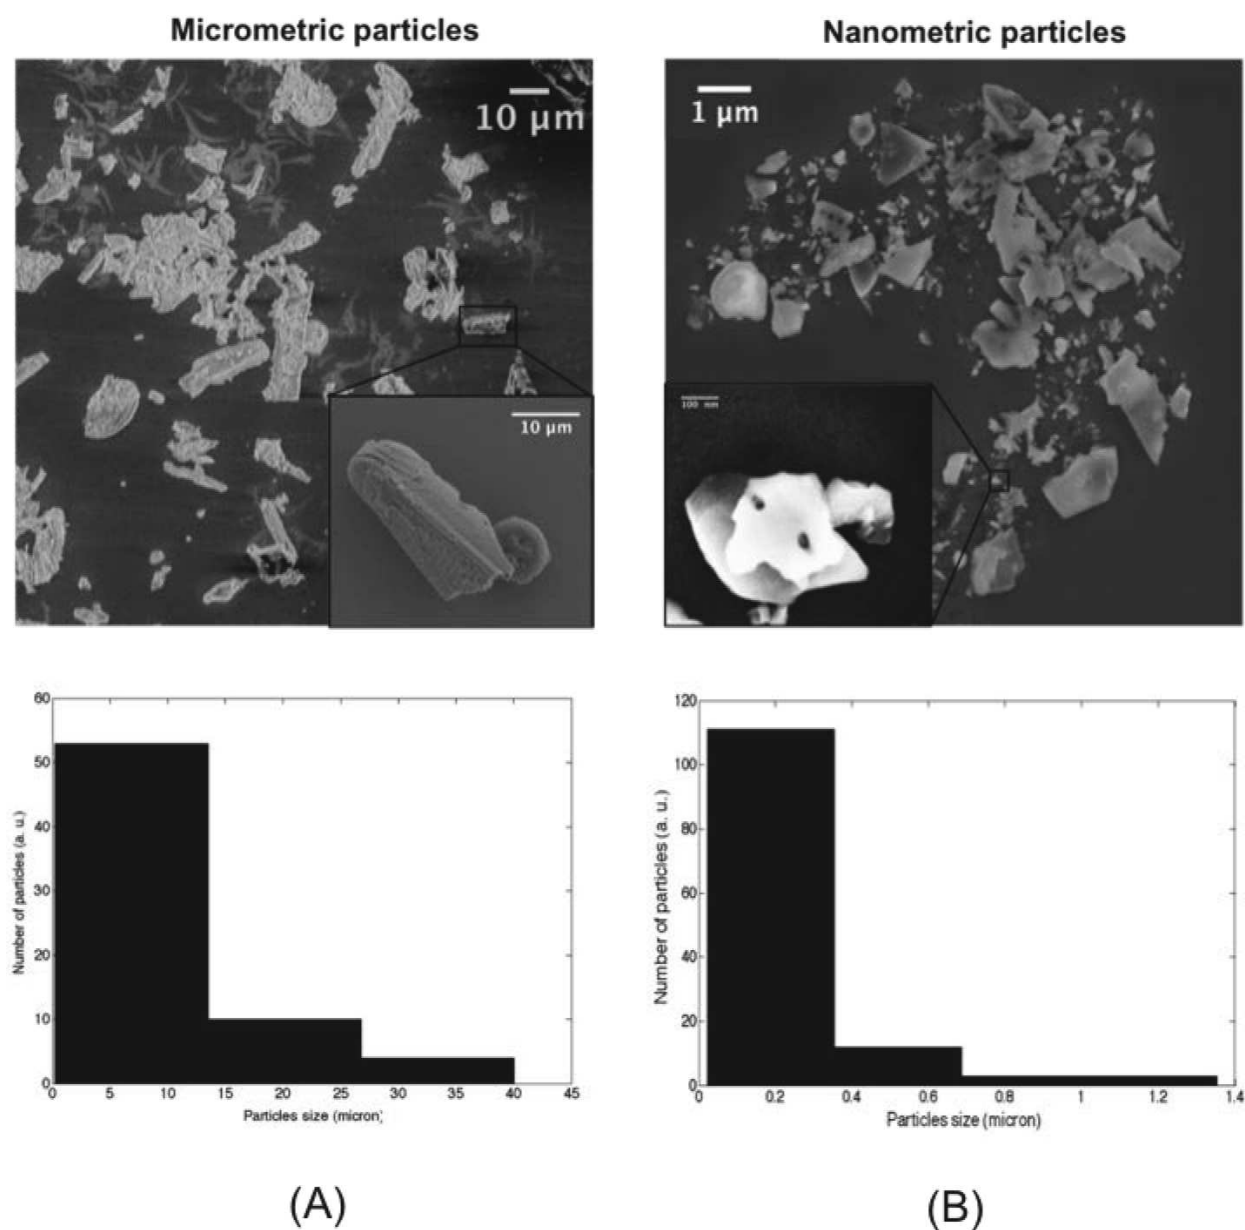 Micrometric particles
Nanometric particles
10 μm
1 μm
10 μm
100 nm
60
50
40
30
20
10
0
Number of particles (a. u.)
0 5 10 15 20 25 30 35 40 45
Particles size (micron)
120
100
80
60
40
20
0
Number of particles (a. u.)
0 0.2 0.4 0.6 0.8 1 1.2 1.4
Particles size (micron)
(A)
(B)